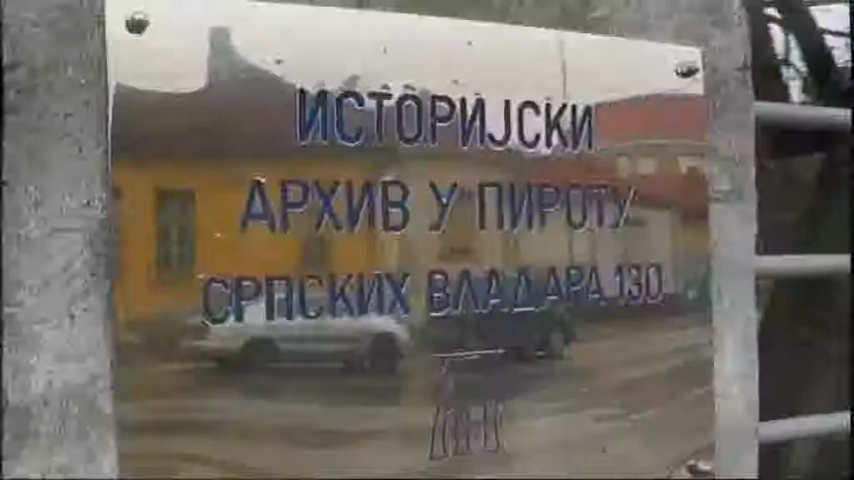 ИСТОРИЈСКИ
АРХИВ У ПИРОТУ
СРПСКИХ ВЛАДАРА 130